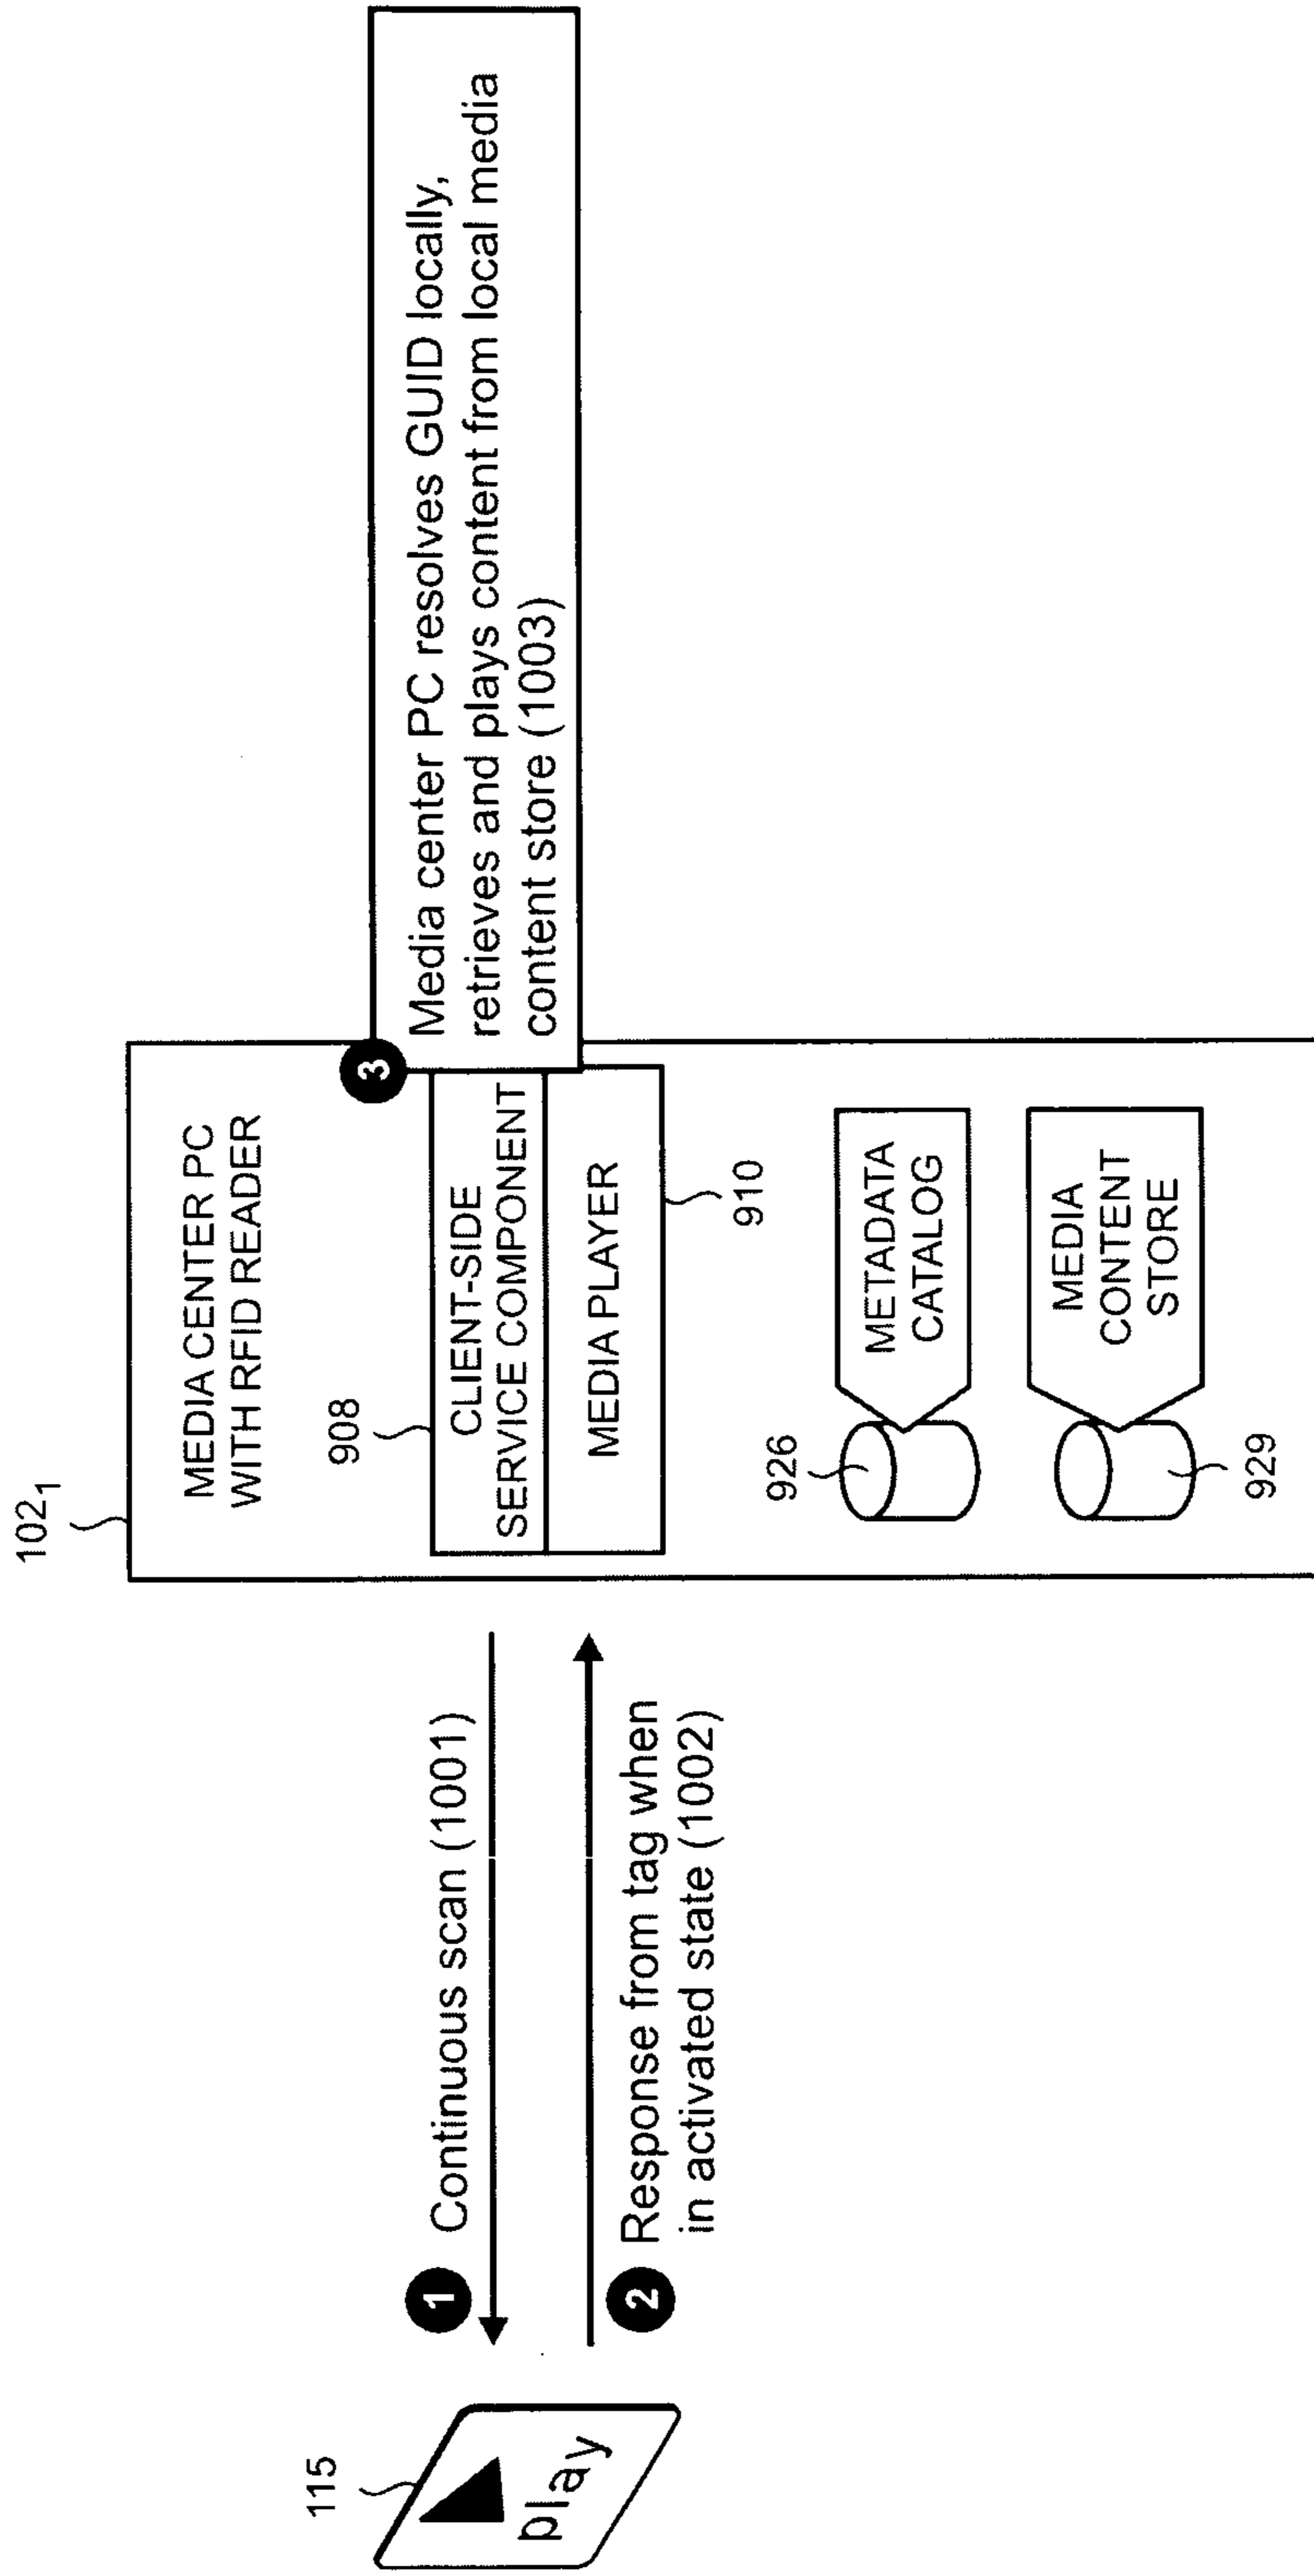 102₁
MEDIA CENTER PC
WITH RFID READER
115
play
1 Continuous scan (1001)
2 Response from tag when
in activated state (1002)
908
CLIENT-SIDE
SERVICE COMPONENT
MEDIA PLAYER
910
3
Media center PC resolves GUID locally,
retrieves and plays content from local media
content store (1003)
926
METADATA
CATALOG
MEDIA
CONTENT
STORE
929